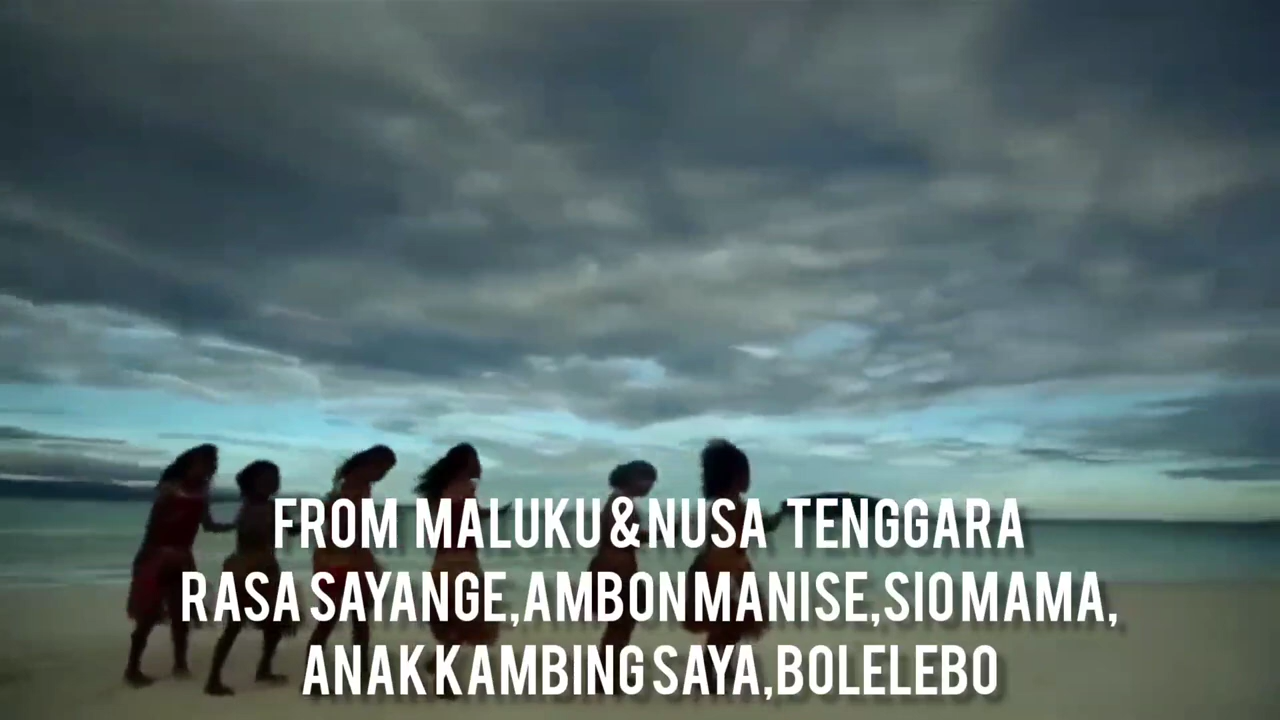 FROM MALUKU & NUSA TENGGARA
RASA SAYANGE, AMBON MANISE, SIO MAMA,
ANAK KAMBING SAYA, BOLELEBO